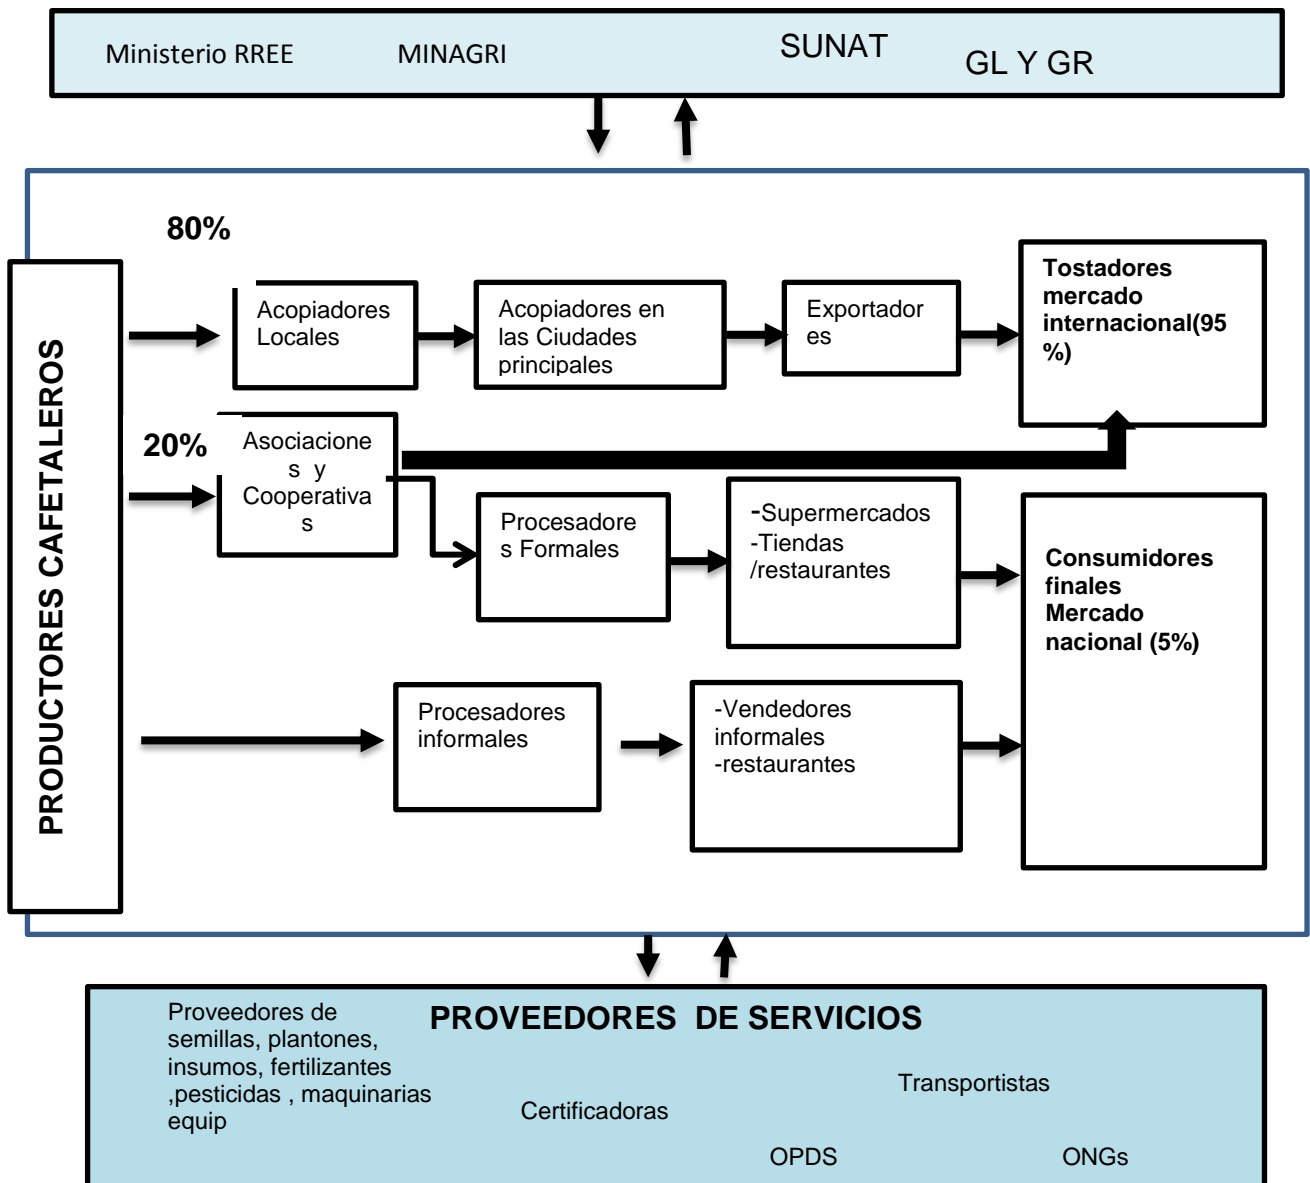 Ministerio RREE
MINAGRI
SUNAT
GL Y GR
80%
PRODUCTORES CAFETALEROS
Acopiadores
Locales
Acopiadores en
las Ciudades
principales
Exportador
es
Tostadores
mercado
internacional(95
%)
20%
Asociacione
s y
Cooperativa
s
Procesadore
s Formales
-Supermercados
-Tiendas
/restaurantes
Consumidores
finales
Mercado
nacional (5%)
Procesadores
informales
-Vendedores
informales
-restaurantes
PROVEEDORES DE SERVICIOS
Proveedores de
semillas, plantones,
insumos, fertilizantes
,pesticidas , maquinarias
equip
Certificadoras
Transportistas
OPDS
ONGs